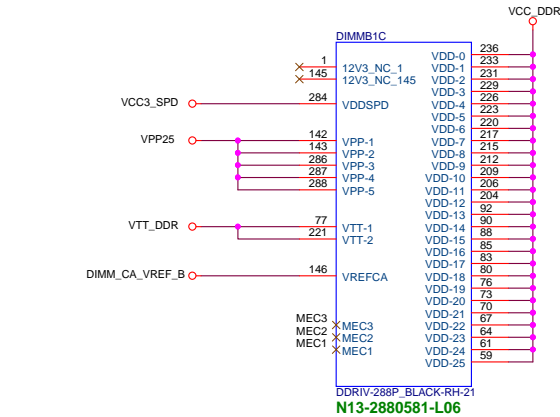 VCC_DDR
DIMMB1C
1 12V3_NC_1
145 12V3_NC_145
VCC3_SPD 284 VDDSPD
VPP25 142 VPP-1
143 VPP-2
286 VPP-3
287 VPP-4
288 VPP-5
VTT_DDR 77 VTT-1
221 VTT-2
DIMM_CA_VREF_B 146 VREFCA
MEC3 MEC3
MEC2 MEC2
MEC1 MEC1
VDD-0 236
VDD-1 233
VDD-2 231
VDD-3 229
VDD-4 226
VDD-5 223
VDD-6 220
VDD-7 217
VDD-8 215
VDD-9 212
VDD-10 209
VDD-11 206
VDD-12 204
VDD-13 92
VDD-14 90
VDD-15 88
VDD-16 85
VDD-17 83
VDD-18 80
VDD-19 76
VDD-20 73
VDD-21 70
VDD-22 67
VDD-23 64
VDD-24 61
VDD-25 59
DDRIV-288P_BLACK-RH-21
N13-2880581-L06